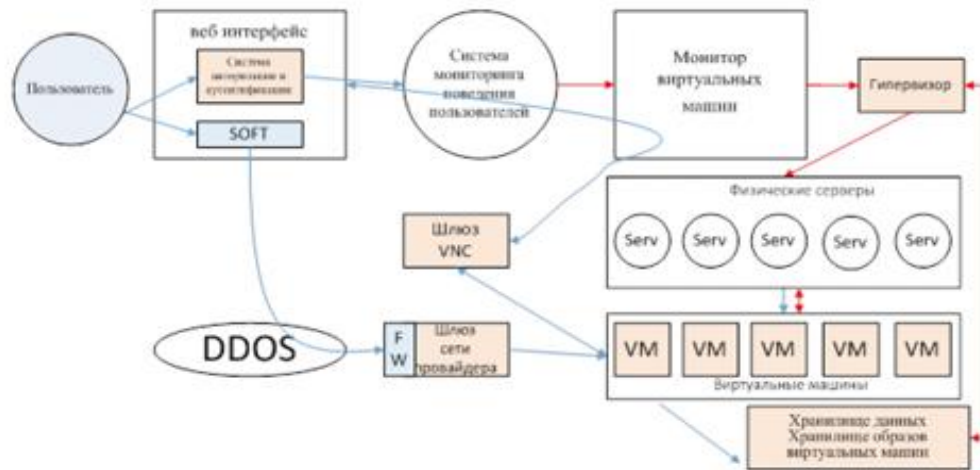 веб интерфейс
Пользователь
Система
авторизации и
аутентификации
SOFT
Система
мониторинга
поведения
пользователей
Монитор
виртуальных
машин
Гипервизор
Физические серверы
Serv
Serv
Serv
Serv
Serv
Шлюз
VNC
DDOS
F
W
Шлюз
сети
провайдера
VM
VM
VM
VM
VM
Виртуальные машины
Хранилище данных
Хранилище образов
виртуальных машин